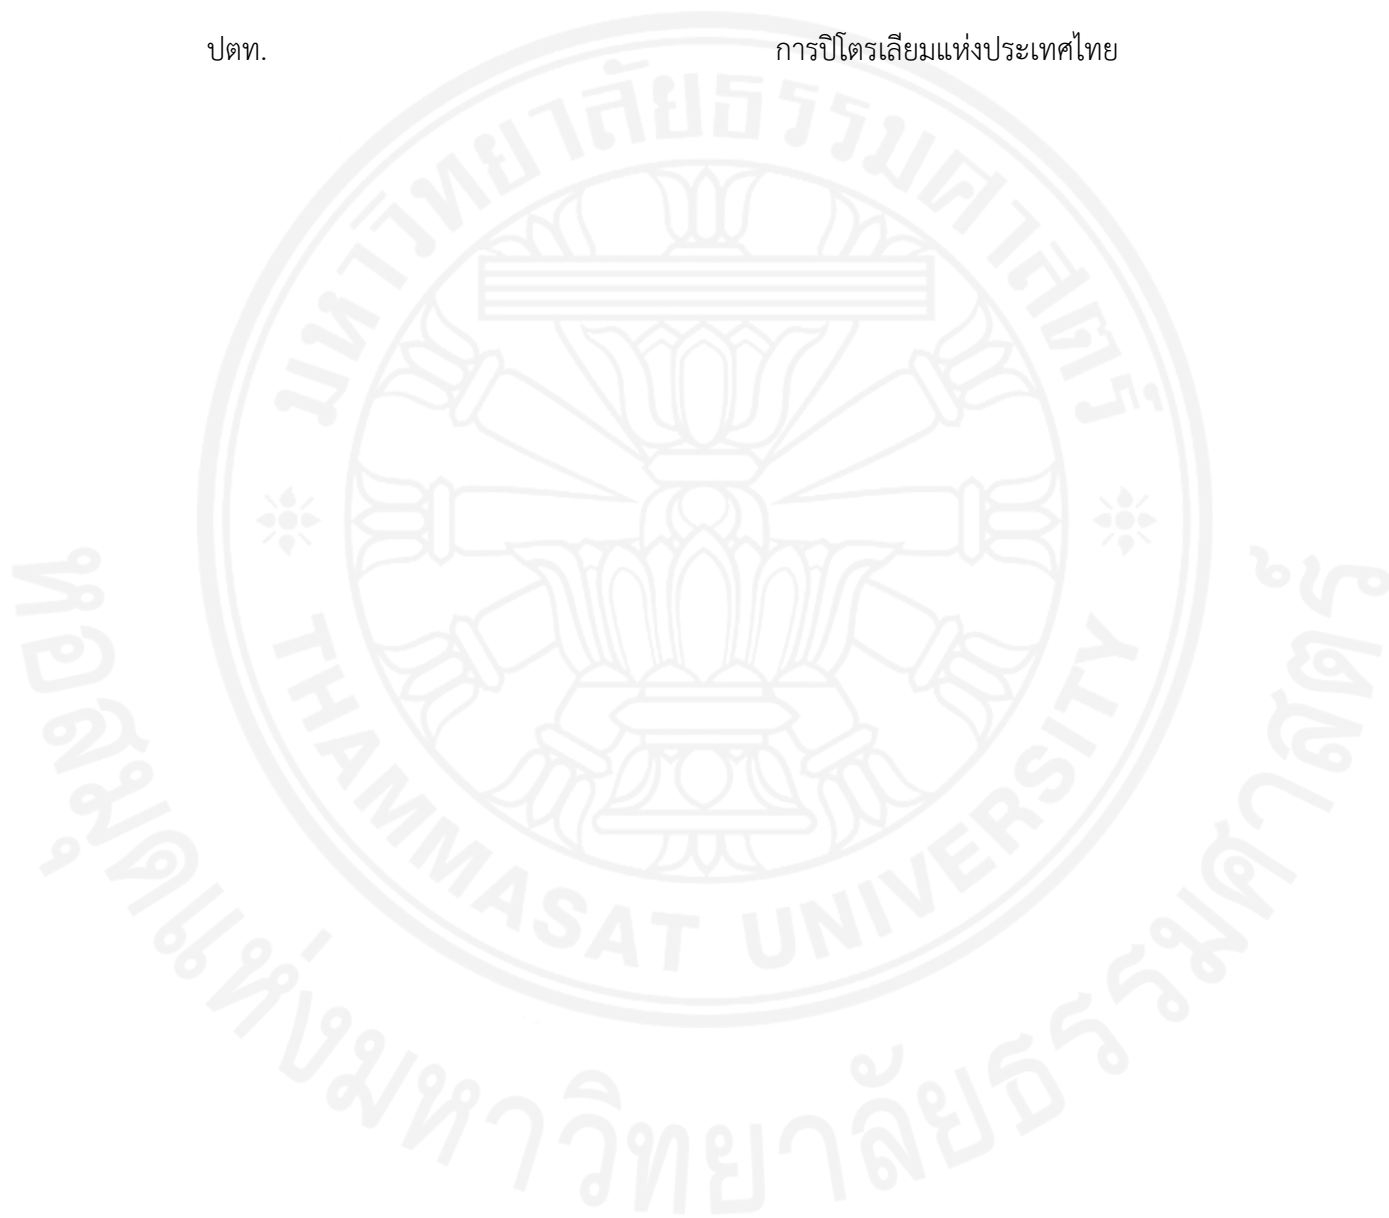 ปตท. การปิโตรเลียมแห่งประเทศไทย
มหาวิทยาลัยธรรมศาสตร์
THAMMASAT UNIVERSITY
หอสมุดแห่งมหาวิทยาลัยธรรมศาสตร์